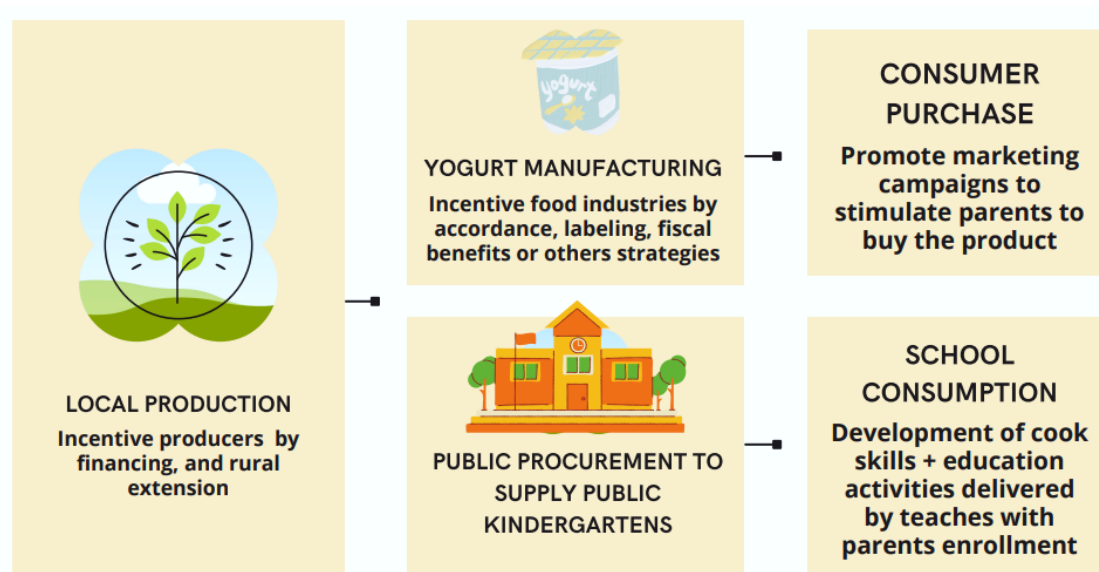 LOCAL PRODUCTION
Incentive producers by
financing, and rural
extension
yogurt
YOGURT MANUFACTURING
Incentive food industries by
accordance, labeling, fiscal
benefits or others strategies
PUBLIC PROCUREMENT TO
SUPPLY PUBLIC
KINDERGARTENS
CONSUMER
PURCHASE
Promote marketing
campaigns to
stimulate parents to
buy the product
SCHOOL
CONSUMPTION
Development of cook
skills + education
activities delivered
by teaches with
parents enrollment